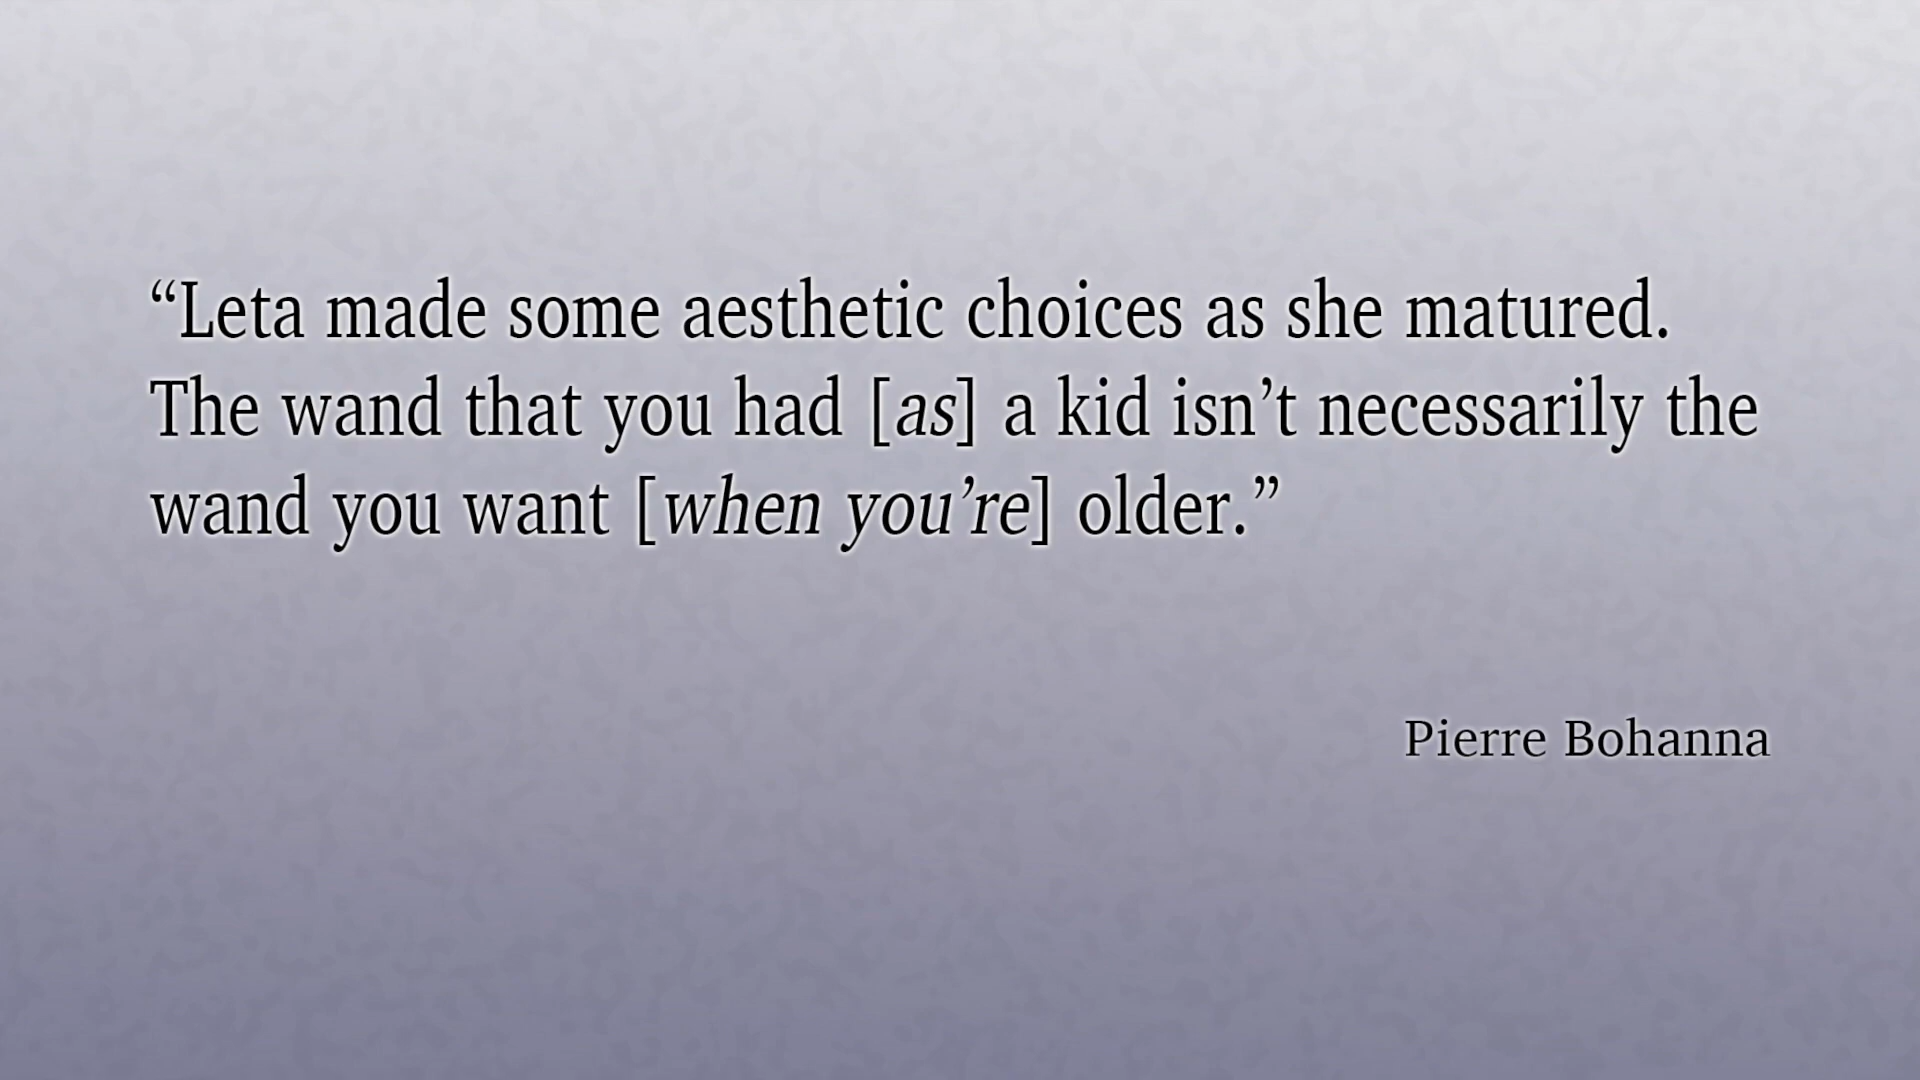 “Leta made some aesthetic choices as she matured.
The wand that you had [as] a kid isn’t necessarily the
wand you want [when you’re] older.”
Pierre Bohanna